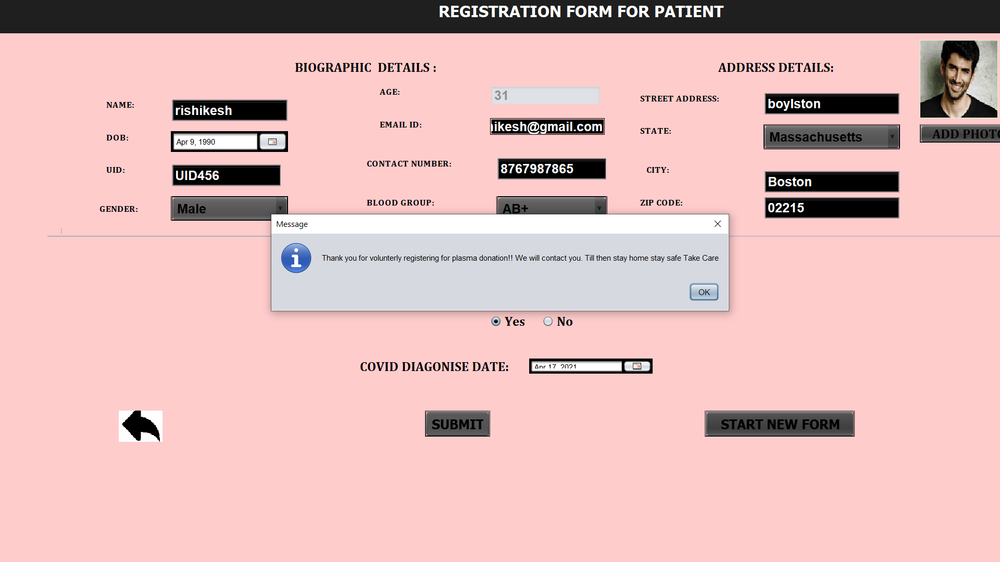 REGISTRATION FORM FOR PATIENT
BIOGRAPHIC DETAILS :
ADDRESS DETAILS:
NAME:
rishikesh
AGE:
31
STREET ADDRESS:
boylston
DOB:
Apr 9, 1990
EMAIL ID:
ikesh@gmail.com
STATE:
Massachusetts
ADD PHOTO
UID:
UID456
CONTACT NUMBER:
8767987865
CITY:
Boston
GENDER:
Male
BLOOD GROUP:
AB+
ZIP CODE:
02215
Message
Thank you for volunterly registering for plasma donation!! We will contact you. Till then stay home stay safe Take Care
OK
Yes No
COVID DIAGONISE DATE:
Apr 17, 2021
SUBMIT
START NEW FORM